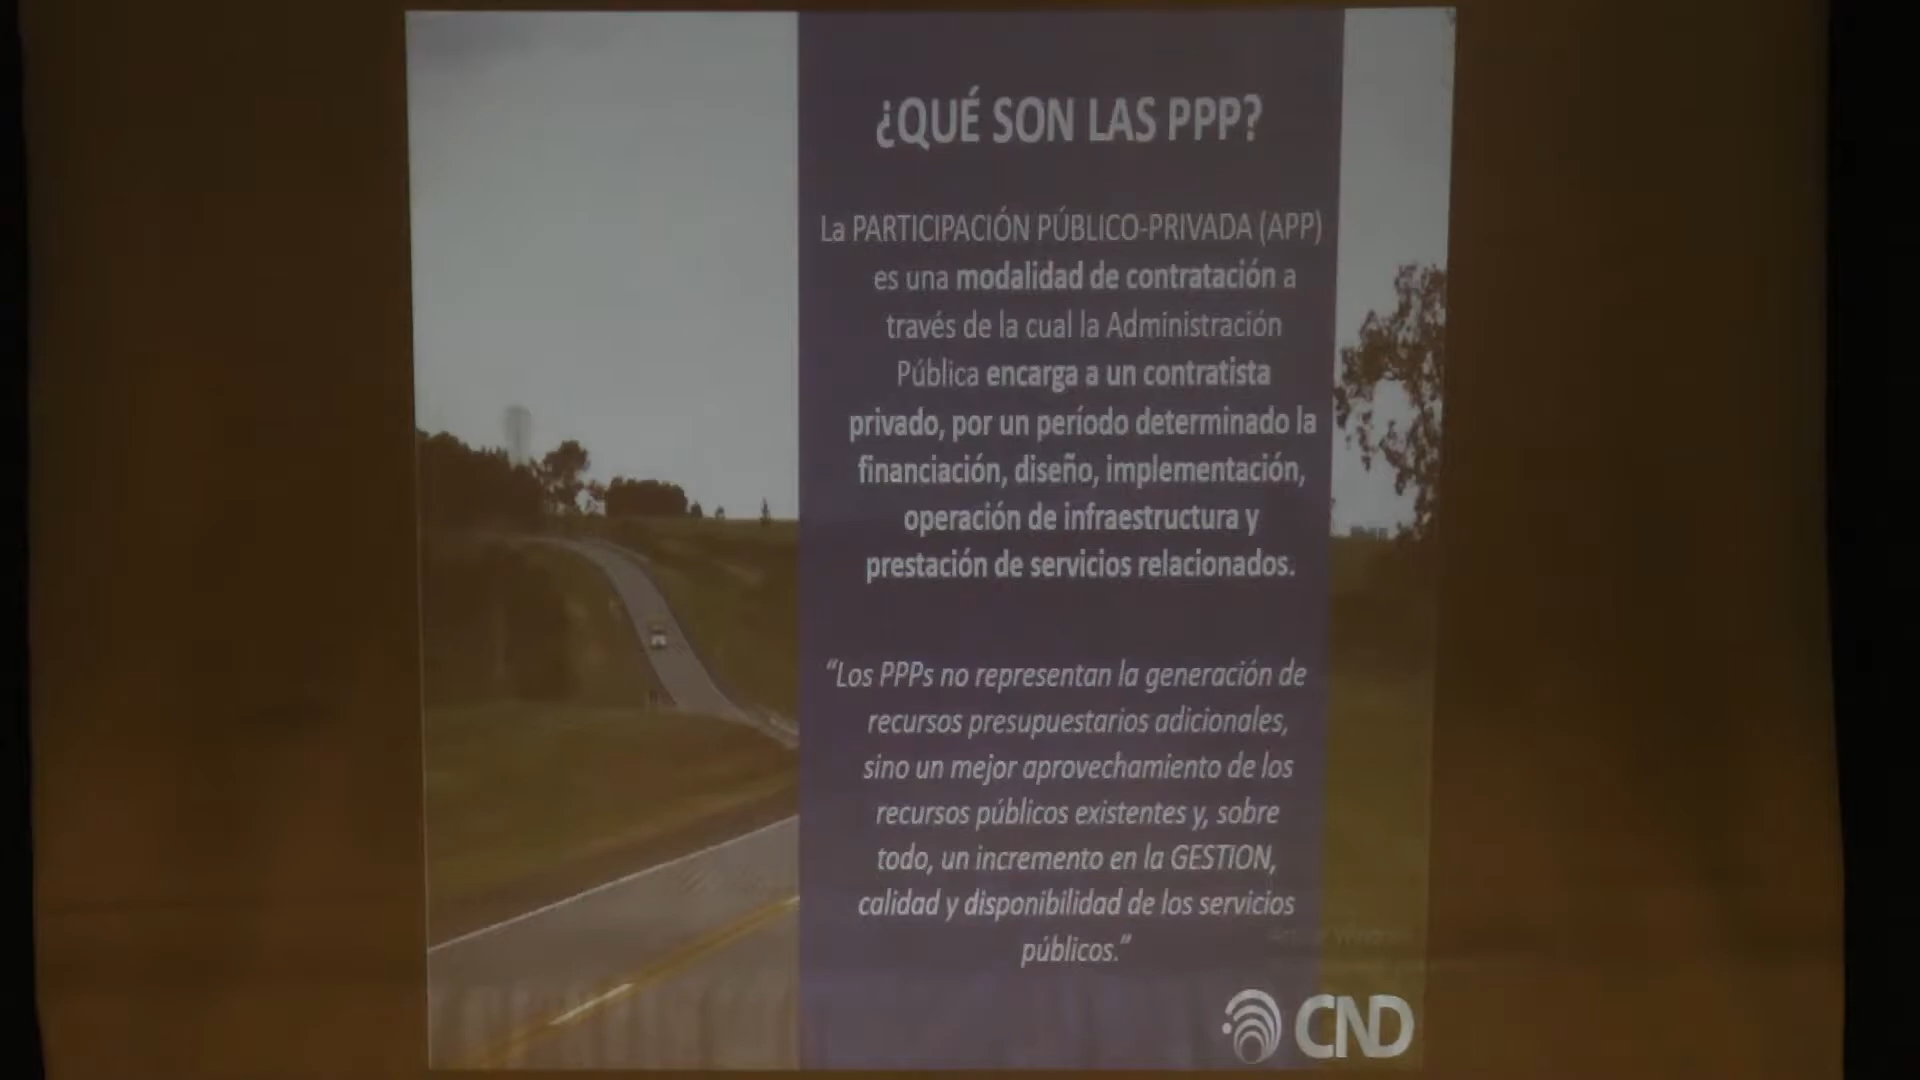 ¿QUÉ SON LAS PPP?
La PARTICIPACIÓN PÚBLICO-PRIVADA (APP)
es una modalidad de contratación a
través de la cual la Administración
Pública encarga a un contratista
privado, por un período determinado la
financiación, diseño, implementación,
operación de infraestructura y
prestación de servicios relacionados.
“Los PPPs no representan la generación de
recursos presupuestarios adicionales,
sino un mejor aprovechamiento de los
recursos públicos existentes y, sobre
todo, un incremento en la GESTION,
calidad y disponibilidad de los servicios
públicos.”
CND